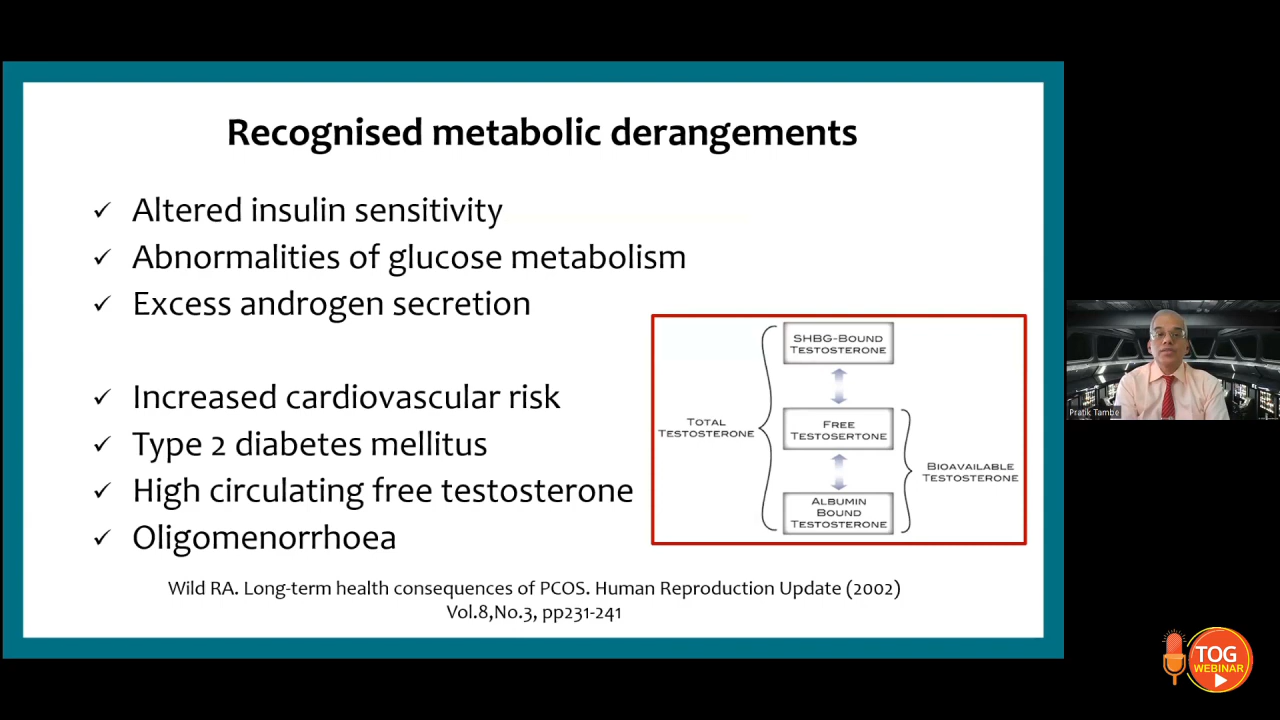 Recognised metabolic derangements
✓ Altered insulin sensitivity
✓ Abnormalities of glucose metabolism
✓ Excess androgen secretion
✓ Increased cardiovascular risk
✓ Type 2 diabetes mellitus
✓ High circulating free testosterone
✓ Oligomenorrhoea
SHBG-BOUND
TESTOSTERONE
TOTAL
TESTOSTERONE
FREE
TESTOSERTONE
BIOAVAILABLE
TESTOSTERONE
ALBUMIN
BOUND
TESTOSTERONE
Wild RA. Long-term health consequences of PCOS. Human Reproduction Update (2002)
Vol.8,No.3, pp231-241
Pratik Tambe
TOG
WEBINAR